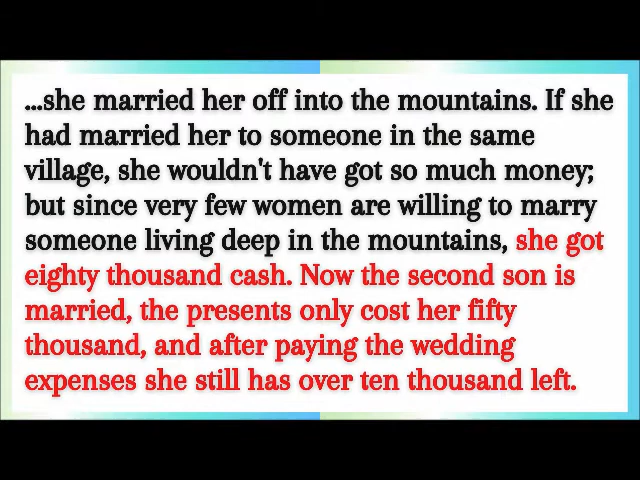 ...she married her off into the mountains. If she
had married her to someone in the same
village, she wouldn't have got so much money;
but since very few women are willing to marry
someone living deep in the mountains, she got
eighty thousand cash. Now the second son is
married, the presents only cost her fifty
thousand, and after paying the wedding
expenses she still has over ten thousand left.